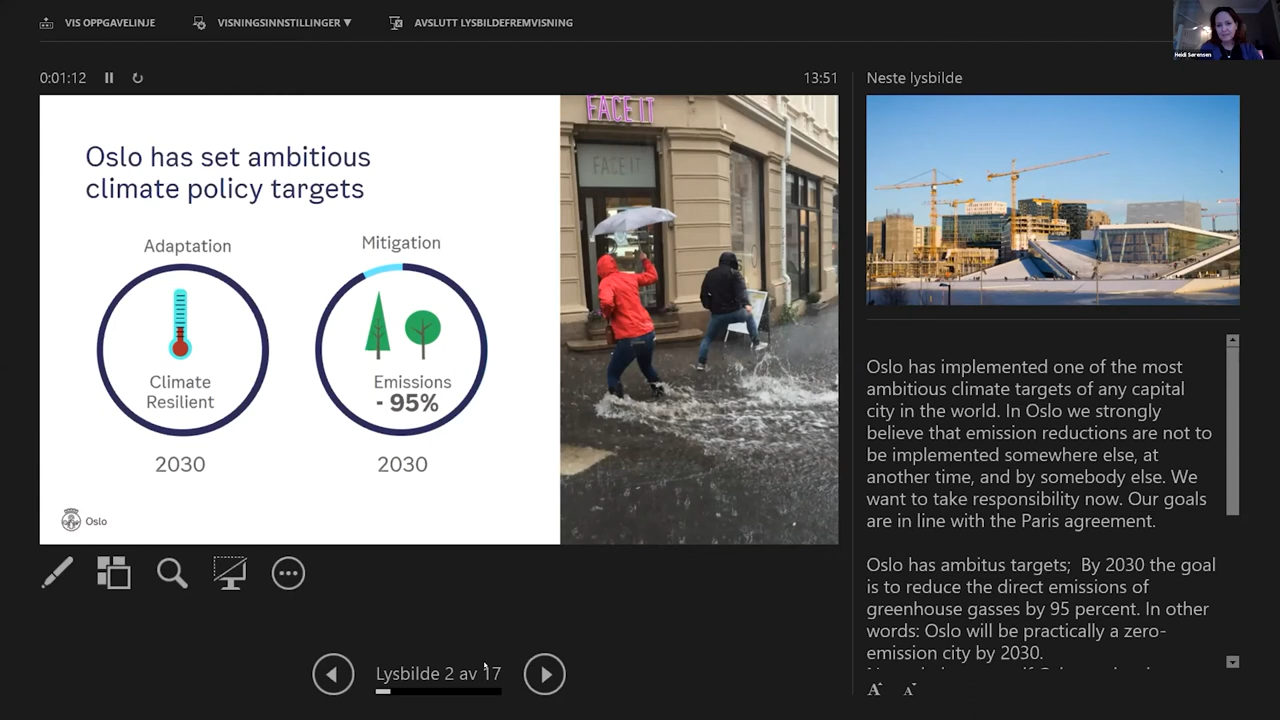 VIS OPPGAVELINJE
VISNINGSINNSTILLINGER ▼
AVSLUTT LYSBILDEFREMVISNING
Heidi Sørensen
0:01:12
13:51
Neste lysbilde
FACE IT
FACE IT
Oslo has set ambitious
climate policy targets
Adaptation
Climate
Resilient
2030
Mitigation
Emissions
- 95%
2030
Oslo
Oslo has implemented one of the most
ambitious climate targets of any capital
city in the world. In Oslo we strongly
believe that emission reductions are not to
be implemented somewhere else, at
another time, and by somebody else. We
want to take responsibility now. Our goals
are in line with the Paris agreement.
Oslo has ambitus targets;  By 2030 the goal
is to reduce the direct emissions of
greenhouse gasses by 95 percent. In other
words: Oslo will be practically a zero-
emission city by 2030.
Lysbilde 2 av 17
A A